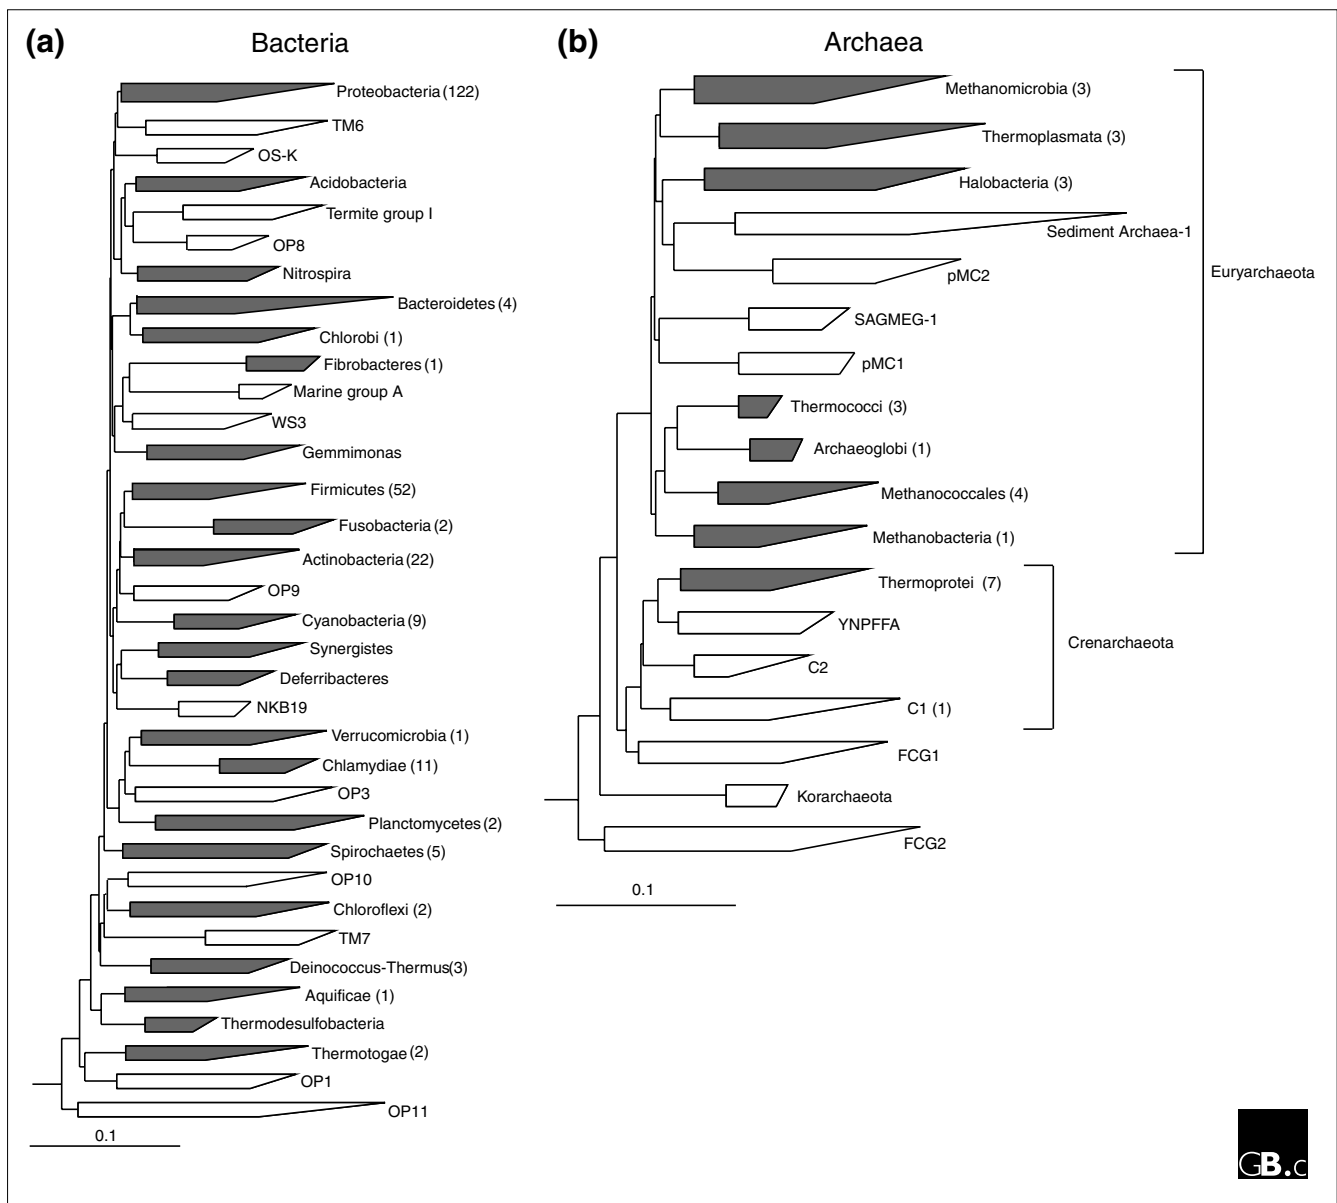 (a) Bacteria
Proteobacteria (122)
TM6
OS-K
Acidobacteria
Termite group I
OP8
Nitrospira
Bacteroidetes (4)
Chlorobi (1)
Fibrobacteres (1)
Marine group A
WS3
Gemmimonas
Firmicutes (52)
Fusobacteria (2)
Actinobacteria (22)
OP9
Cyanobacteria (9)
Synergistes
Deferribacteres
NKB19
Verrucomicrobia (1)
Chlamydiae (11)
OP3
Planctomycetes (2)
Spirochaetes (5)
OP10
Chloroflexi (2)
TM7
Deinococcus-Thermus(3)
Aquificae (1)
Thermodesulfobacteria
Thermotogae (2)
OP1
OP11
0.1
(b) Archaea
Methanomicrobia (3)
Thermoplasmata (3)
Halobacteria (3)
Sediment Archaea-1
pMC2
SAGMEG-1
pMC1
Thermococci (3)
Archaeoglobi (1)
Methanococcales (4)
Methanobacteria (1)
Euryarchaeota
Thermoprotei (7)
YNPFFA
C2
C1 (1)
Crenarchaeota
FCG1
Korarchaeota
FCG2
0.1
GB.c